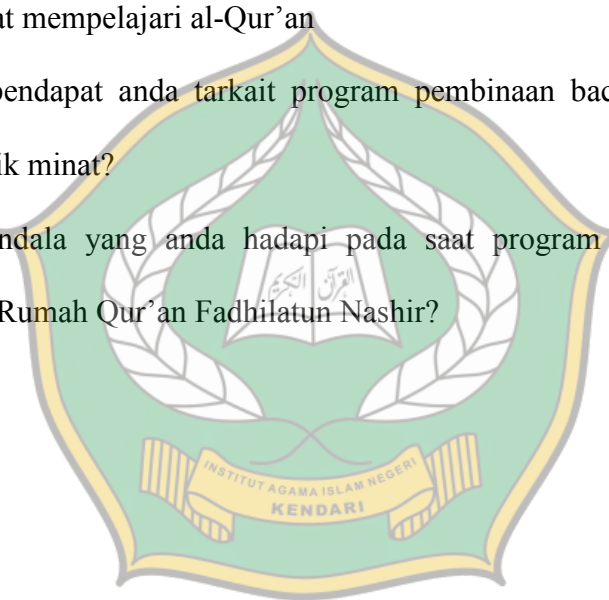 at mempelajari al-Qur’an
pendapat anda tarkait program pembinaan bac
ik minat?
ndala yang anda hadapi pada saat program
القرآن الكريم
Rumah Qur’an Fadhilatun Nashir?
INSTITUT AGAMA ISLAM NEGERI
KENDARI